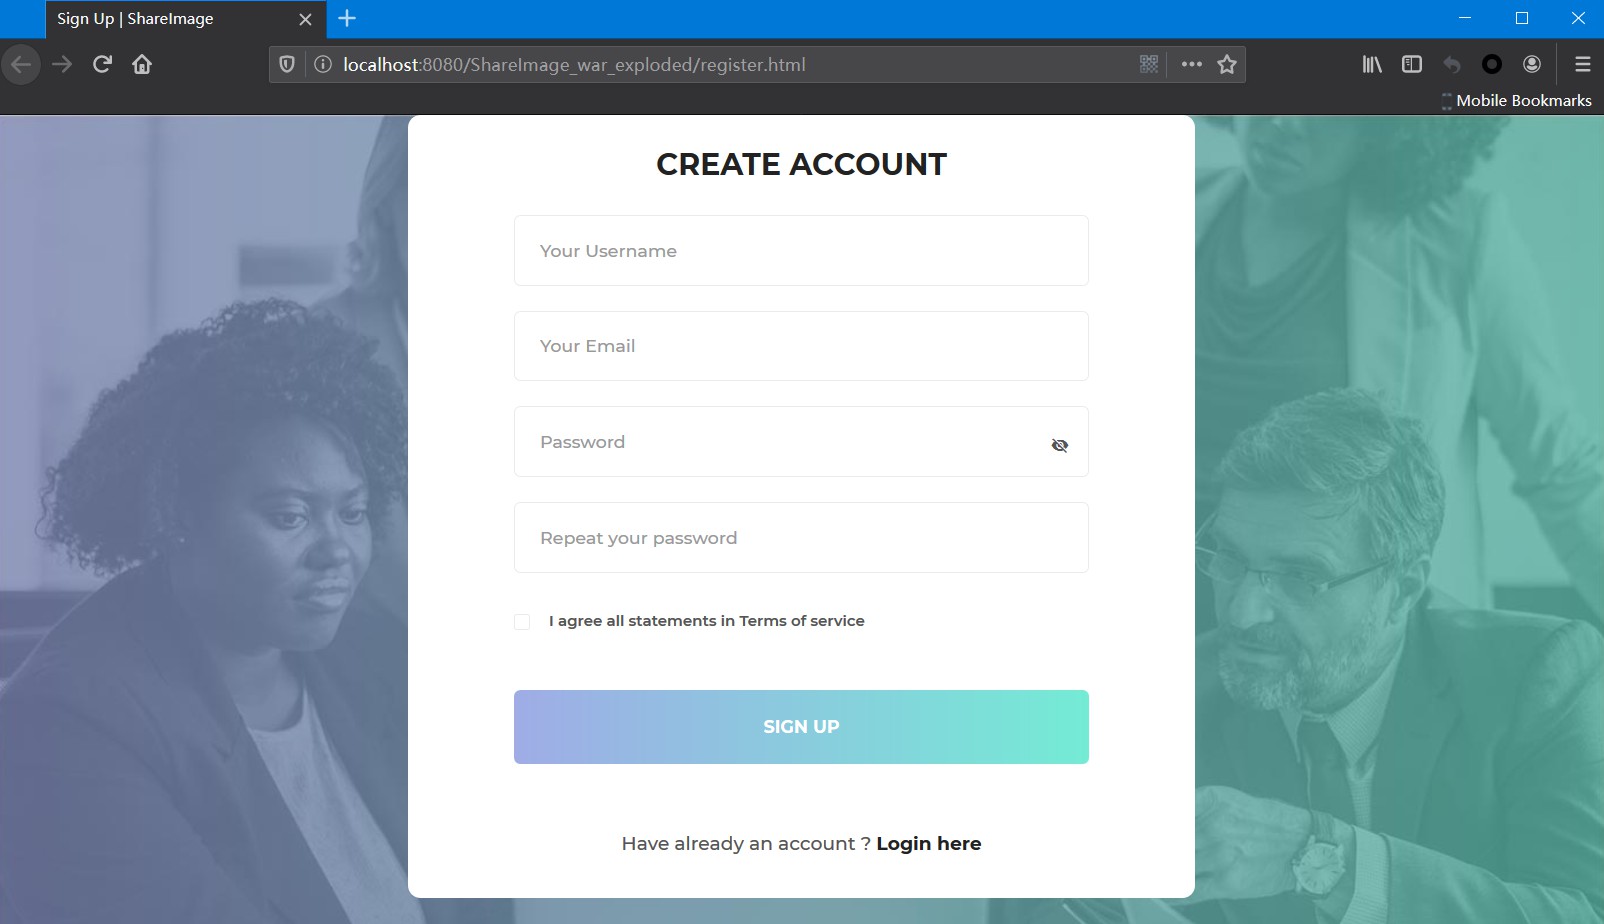 Sign Up | ShareImage
localhost:8080/ShareImage_war_exploded/register.html
Mobile Bookmarks
CREATE ACCOUNT
Your Username
Your Email
Password
Repeat your password
I agree all statements in Terms of service
SIGN UP
Have already an account ? Login here